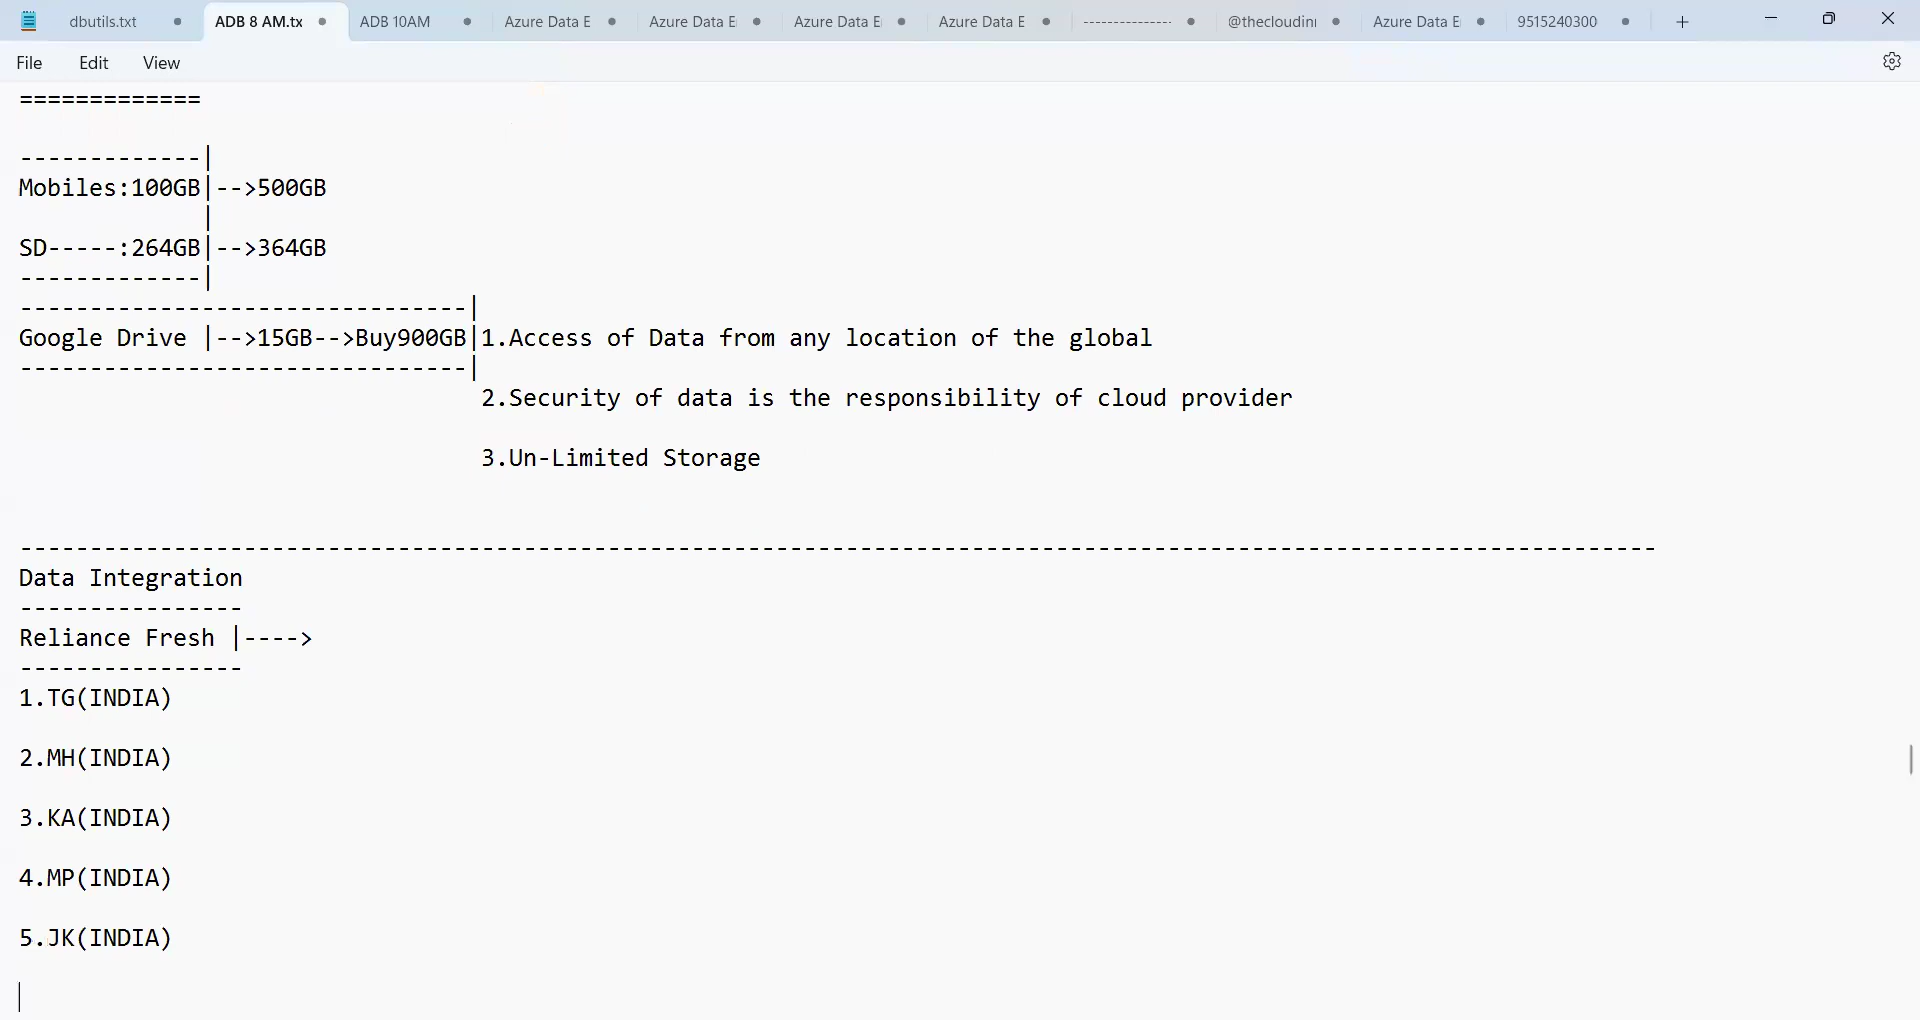 dbutils.txt
ADB 8 AM.tx
ADB 10AM
Azure Data E
Azure Data E
Azure Data E
Azure Data E
---------------
@thecloudin
Azure Data E
9515240300
File Edit View
=============
-------------|
Mobiles:100GB|-->500GB
|
SD-----:264GB|-->364GB
-------------|
--------------------------------|
Google Drive |-->15GB-->Buy900GB|1.Access of Data from any location of the global
--------------------------------|
2.Security of data is the responsibility of cloud provider
3.Un-Limited Storage
---------------------------------------------------------------------------------------------------------------------
Data Integration
----------------
Reliance Fresh |---->
----------------
1.TG(INDIA)
2.MH(INDIA)
3.KA(INDIA)
4.MP(INDIA)
5.JK(INDIA)